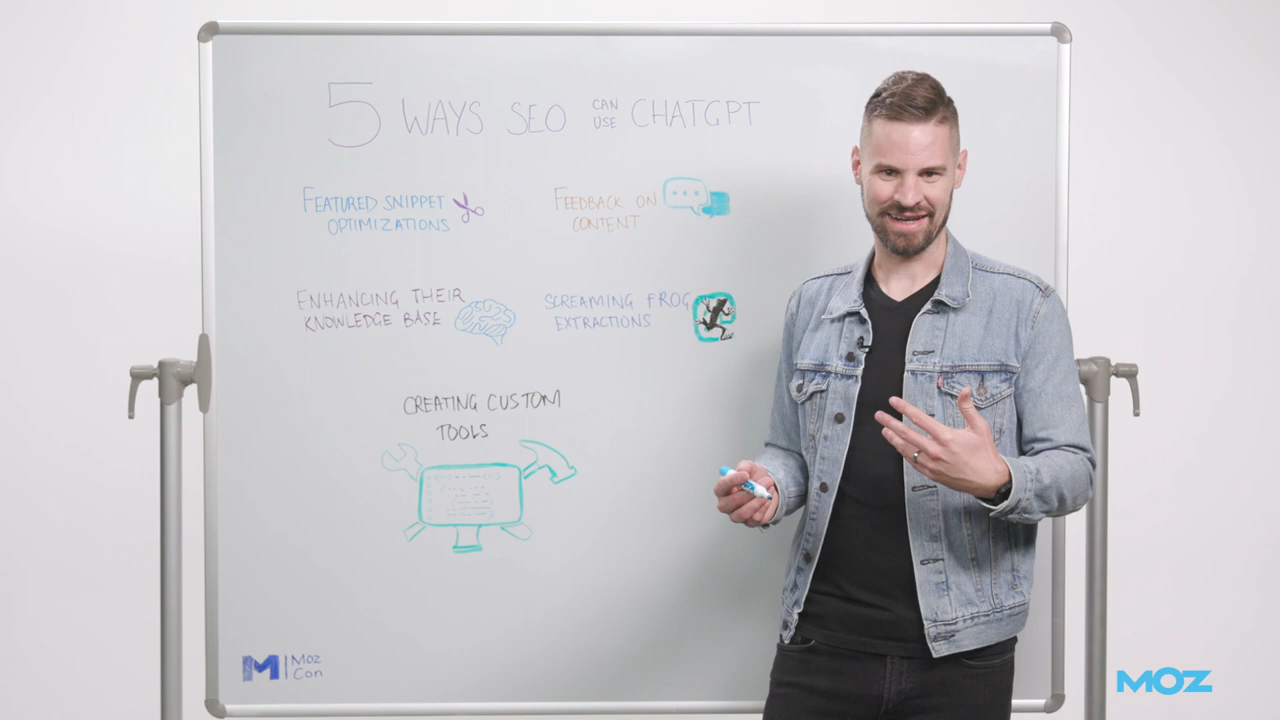 5 WAYS SEO CAN USE CHATGPT
FEATURED SNIPPET
OPTIMIZATIONS
FEEDBACK ON
CONTENT
ENHANCING THEIR
KNOWLEDGE BASE
SCREAMING FROG
EXTRACTIONS
CREATING CUSTOM
TOOLS
M
Moz
Con
MOZ